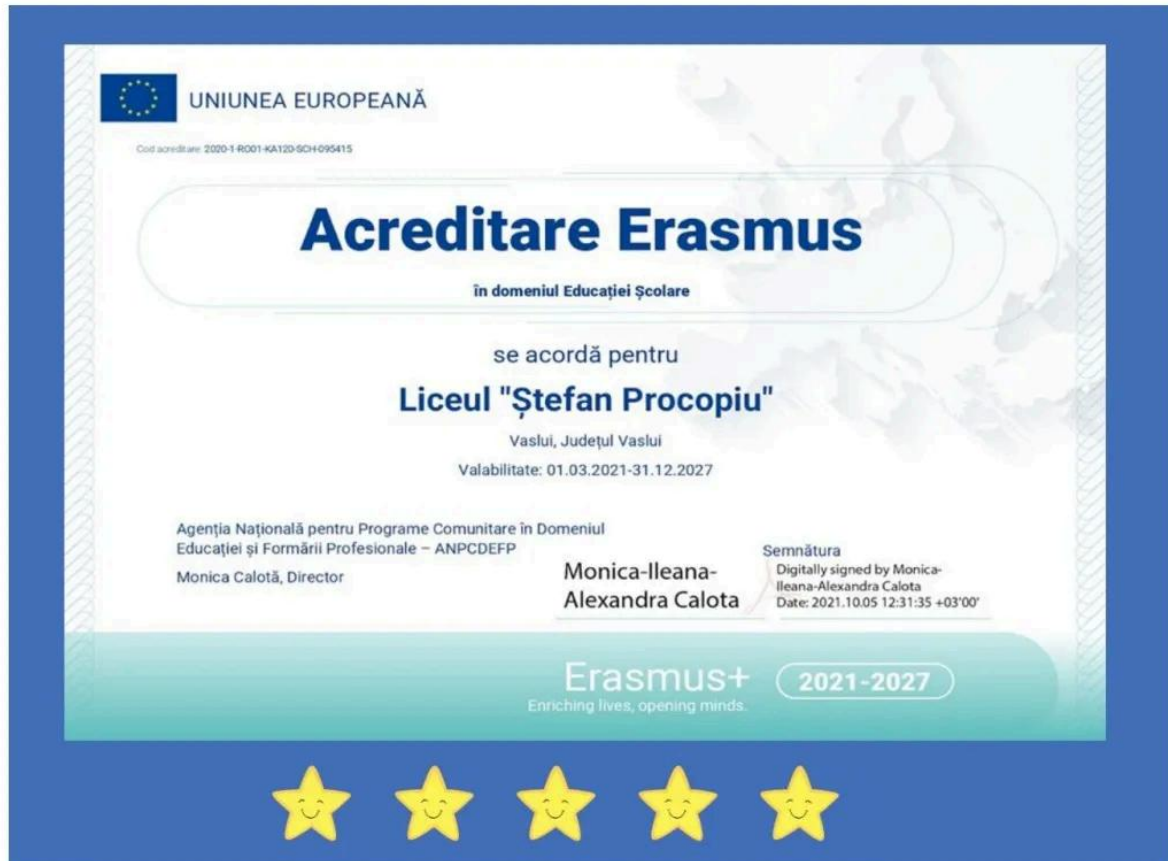 UNIUNEA EUROPEANĂ
Cod acreditare: 2020-1-RO01-KA120-SCH-095415
Acreditare Erasmus
în domeniul Educației Școlare
se acordă pentru
Liceul "Ștefan Procopiu"
Vaslui, Județul Vaslui
Valabilitate: 01.03.2021-31.12.2027
Agenția Națională pentru Programe Comunitare în Domeniul
Educației și Formării Profesionale – ANPCDEFP
Monica Calotă, Director
Monica-Ileana-
Alexandra Calota
Semnătura
Digitally signed by Monica-
Ileana-Alexandra Calota
Date: 2021.10.05 12:31:35 +03'00'
Erasmus+
Enriching lives, opening minds.
2021-2027